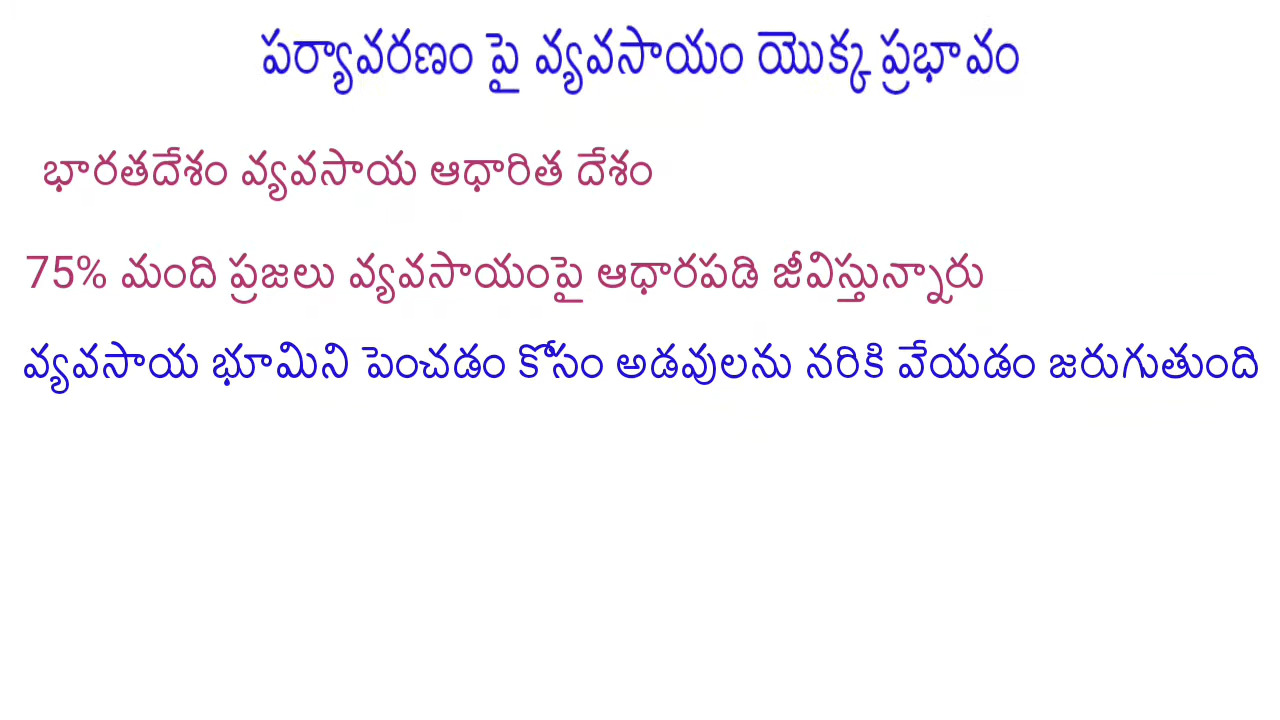 పర్యావరణం పై వ్యవసాయం యొక్క ప్రభావం
భారతదేశం వ్యవసాయ ఆధారిత దేశం
75% మంది ప్రజలు వ్యవసాయంపై ఆధారపడి జీవిస్తున్నారు
వ్యవసాయ భూమిని పెంచడం కోసం అడవులను నరికి వేయడం జరుగుతుంది